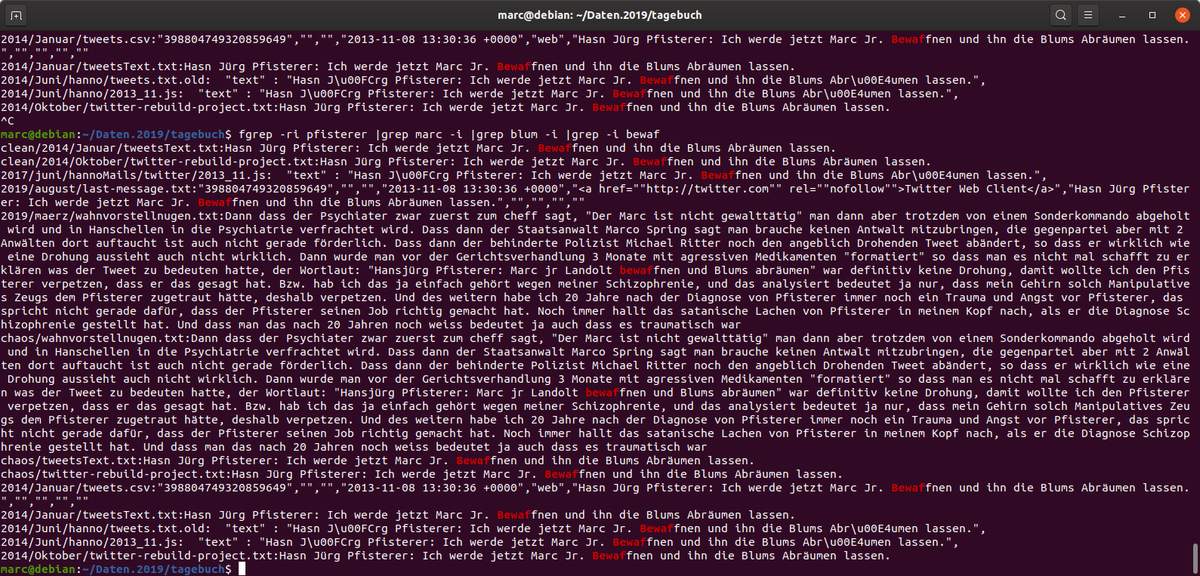 marc@debian: ~/Daten.2019/tagebuch
2014/Januar/tweets.csv:"398804749320859649","","","2013-11-08 13:30:36 +0000","web","Hasn Jürg Pfisterer: Ich werde jetzt Marc Jr. Bewaffnen und ihn die Blums Abräumen lassen.
","","","","",""
2014/Januar/tweetsText.txt:Hasn Jürg Pfisterer: Ich werde jetzt Marc Jr. Bewaffnen und ihn die Blums Abräumen lassen.
2014/Juni/hanno/tweets.txt.old:  "text" : "Hasn J\u00FCrg Pfisterer: Ich werde jetzt Marc Jr. Bewaffnen und ihn die Blums Abr\u00E4umen lassen.",
2014/Juni/hanno/2013_11.js:  "text" : "Hasn J\u00FCrg Pfisterer: Ich werde jetzt Marc Jr. Bewaffnen und ihn die Blums Abr\u00E4umen lassen.",
2014/Oktober/twitter-rebuild-project.txt:Hasn Jürg Pfisterer: Ich werde jetzt Marc Jr. Bewaffnen und ihn die Blums Abräumen lassen.
^C
marc@debian:~/Daten.2019/tagebuch$ fgrep -ri pfisterer |grep marc -i |grep blum -i |grep -i bewaf
clean/2014/Januar/tweetsText.txt:Hasn Jürg Pfisterer: Ich werde jetzt Marc Jr. Bewaffnen und ihn die Blums Abräumen lassen.
clean/2014/Oktober/twitter-rebuild-project.txt:Hasn Jürg Pfisterer: Ich werde jetzt Marc Jr. Bewaffnen und ihn die Blums Abräumen lassen.
2017/juni/hannoMails/twitter/2013_11.js:  "text" : "Hasn J\u00FCrg Pfisterer: Ich werde jetzt Marc Jr. Bewaffnen und ihn die Blums Abr\u00E4umen lassen.",
2019/august/last-message.txt:"398804749320859649","","","2013-11-08 13:30:36 +0000","<a href=""http://twitter.com"" rel=""nofollow"">Twitter Web Client</a>","Hasn Jürg Pfister
er: Ich werde jetzt Marc Jr. Bewaffnen und ihn die Blums Abräumen lassen.","","","",""
2019/maerz/wahnvorstellnugen.txt:Dann dass der Psychiater zwar zuerst zum cheff sagt, "Der Marc ist nicht gewalttätig" man dann aber trotzdem von einem Sonderkommando abgeholt
wird und in Hanschellen in die Psychiatrie verfrachtet wird. Dass dann der Staatsanwalt Marco Spring sagt man brauche keinen Antwalt mitzubringen, die gegenpartei aber mit 2
Anwälten dort auftaucht ist auch nicht gerade förderlich. Dass dann der behinderte Polizist Michael Ritter noch den angeblich Drohenden Tweet abändert, so dass er wirklich wie
eine Drohung aussieht auch nicht wirklich. Dann wurde man vor der Gerichtsverhandlung 3 Monate mit agressiven Medikamenten "formatiert" so dass man es nicht mal schafft zu er
klären was der Tweet zu bedeuten hatte, der Wortlaut: "Hansjürg Pfisterer: Marc jr Landolt bewaffnen und Blums abräumen" war definitiv keine Drohung, damit wollte ich den Pfis
terer verpetzen, dass er das gesagt hat. Bzw. hab ich das ja einfach gehört wegen meiner Schizophrenie, und das analysiert bedeutet ja nur, dass mein Gehirn solch Manipulative
s Zeugs dem Pfisterer zugetraut hätte, deshalb verpetzen. Und des weitern habe ich 20 Jahre nach der Diagnose von Pfisterer immer noch ein Trauma und Angst vor Pfisterer, das
spricht nicht gerade dafür, dass der Pfisterer seinen Job richtig gemacht hat. Noch immer hallt das satanische Lachen von Pfisterer in meinem Kopf nach, als er die Diagnose Sc
hizophrenie gestellt hat. Und dass man das nach 20 Jahren noch weiss bedeutet ja auch dass es traumatisch war
chaos/wahnvorstellnugen.txt:Dann dass der Psychiater zwar zuerst zum cheff sagt, "Der Marc ist nicht gewalttätig" man dann aber trotzdem von einem Sonderkommando abgeholt wird
und in Hanschellen in die Psychiatrie verfrachtet wird. Dass dann der Staatsanwalt Marco Spring sagt man brauche keinen Antwalt mitzubringen, die gegenpartei aber mit 2 Anwäl
ten dort auftaucht ist auch nicht gerade förderlich. Dass dann der behinderte Polizist Michael Ritter noch den angeblich Drohenden Tweet abändert, so dass er wirklich wie eine
Drohung aussieht auch nicht wirklich. Dann wurde man vor der Gerichtsverhandlung 3 Monate mit agressiven Medikamenten "formatiert" so dass man es nicht mal schafft zu erkläre
n was der Tweet zu bedeuten hatte, der Wortlaut: "Hansjürg Pfisterer: Marc jr Landolt bewaffnen und Blums abräumen" war definitiv keine Drohung, damit wollte ich den Pfisterer
verpetzen, dass er das gesagt hat. Bzw. hab ich das ja einfach gehört wegen meiner Schizophrenie, und das analysiert bedeutet ja nur, dass mein Gehirn solch Manipulatives Zeu
gs dem Pfisterer zugetraut hätte, deshalb verpetzen. Und des weitern habe ich 20 Jahre nach der Diagnose von Pfisterer immer noch ein Trauma und Angst vor Pfisterer, das spric
ht nicht gerade dafür, dass der Pfisterer seinen Job richtig gemacht hat. Noch immer hallt das satanische Lachen von Pfisterer in meinem Kopf nach, als er die Diagnose Schizop
hrenie gestellt hat. Und dass man das nach 20 Jahren noch weiss bedeutet ja auch dass es traumatisch war
chaos/tweetsText.txt:Hasn Jürg Pfisterer: Ich werde jetzt Marc Jr. Bewaffnen und ihn die Blums Abräumen lassen.
chaos/twitter-rebuild-project.txt:Hasn Jürg Pfisterer: Ich werde jetzt Marc Jr. Bewaffnen und ihn die Blums Abräumen lassen.
2014/Januar/tweets.csv:"398804749320859649","","","2013-11-08 13:30:36 +0000","web","Hasn Jürg Pfisterer: Ich werde jetzt Marc Jr. Bewaffnen und ihn die Blums Abräumen lassen.
","","","","",""
2014/Januar/tweetsText.txt:Hasn Jürg Pfisterer: Ich werde jetzt Marc Jr. Bewaffnen und ihn die Blums Abräumen lassen.
2014/Juni/hanno/tweets.txt.old:  "text" : "Hasn J\u00FCrg Pfisterer: Ich werde jetzt Marc Jr. Bewaffnen und ihn die Blums Abr\u00E4umen lassen.",
2014/Juni/hanno/2013_11.js:  "text" : "Hasn J\u00FCrg Pfisterer: Ich werde jetzt Marc Jr. Bewaffnen und ihn die Blums Abr\u00E4umen lassen.",
2014/Oktober/twitter-rebuild-project.txt:Hasn Jürg Pfisterer: Ich werde jetzt Marc Jr. Bewaffnen und ihn die Blums Abräumen lassen.
marc@debian:~/Daten.2019/tagebuch$